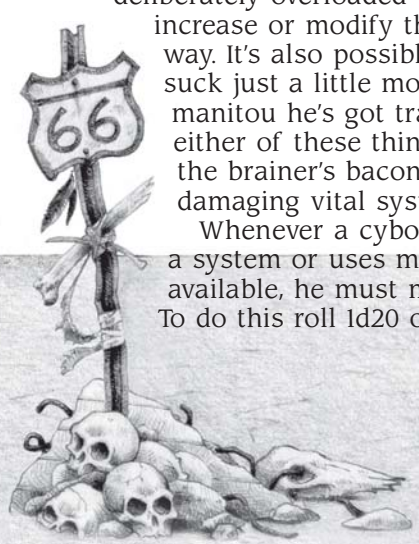 deliberately overloaded
increase or modify th
way. It's also possibl
suck just a little mo
manitou he's got tra
either of these thin
the brainer's bacon
damaging vital sys
Whenever a cybo
a system or uses m
available, he must m
To do this roll 1d20 o
66